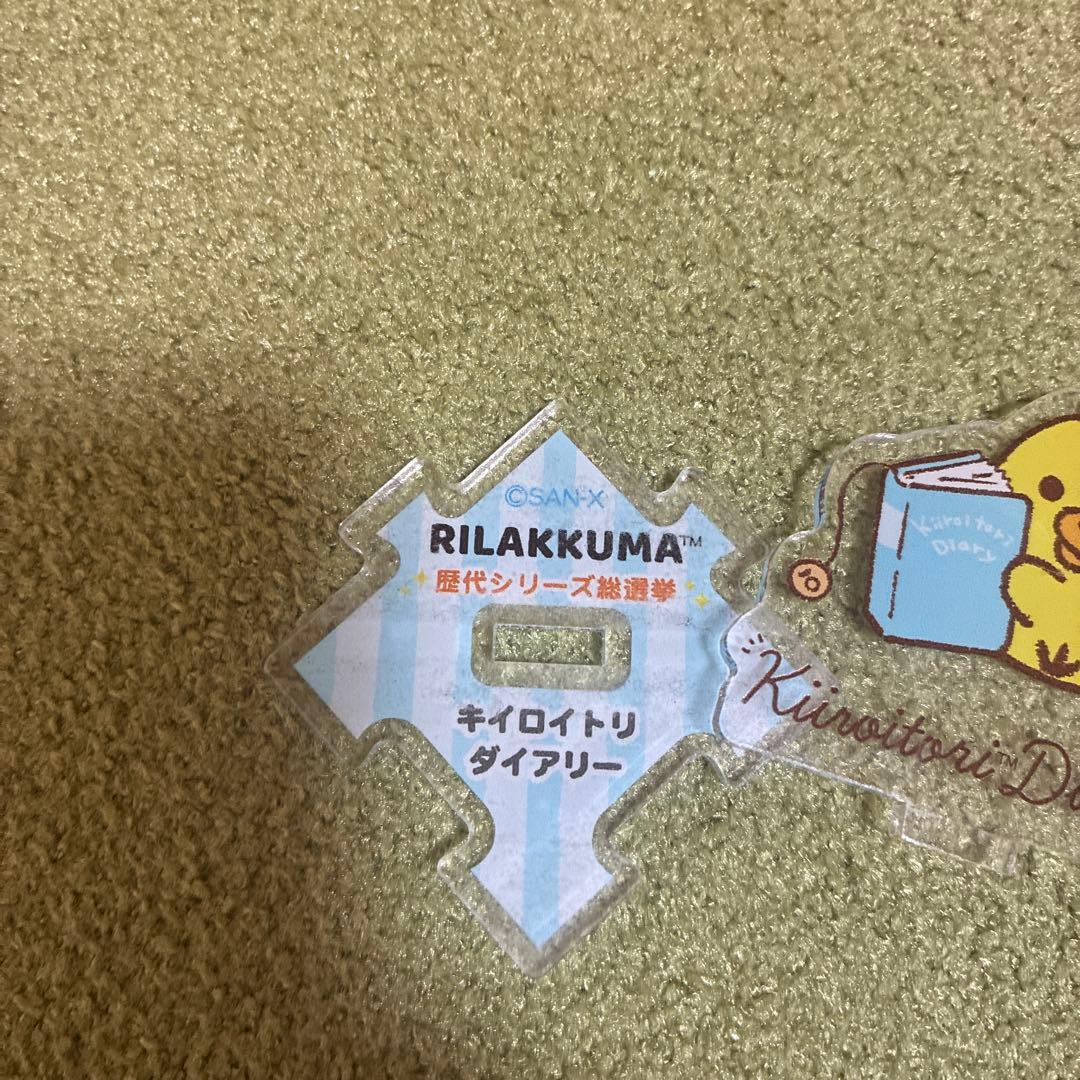 ©SAN-X
RILAKKUMA™
歴代シリーズ総選挙
キイロイトリ
ダイアリー
Kiiroitori
Diary
10
Kiiroitori™